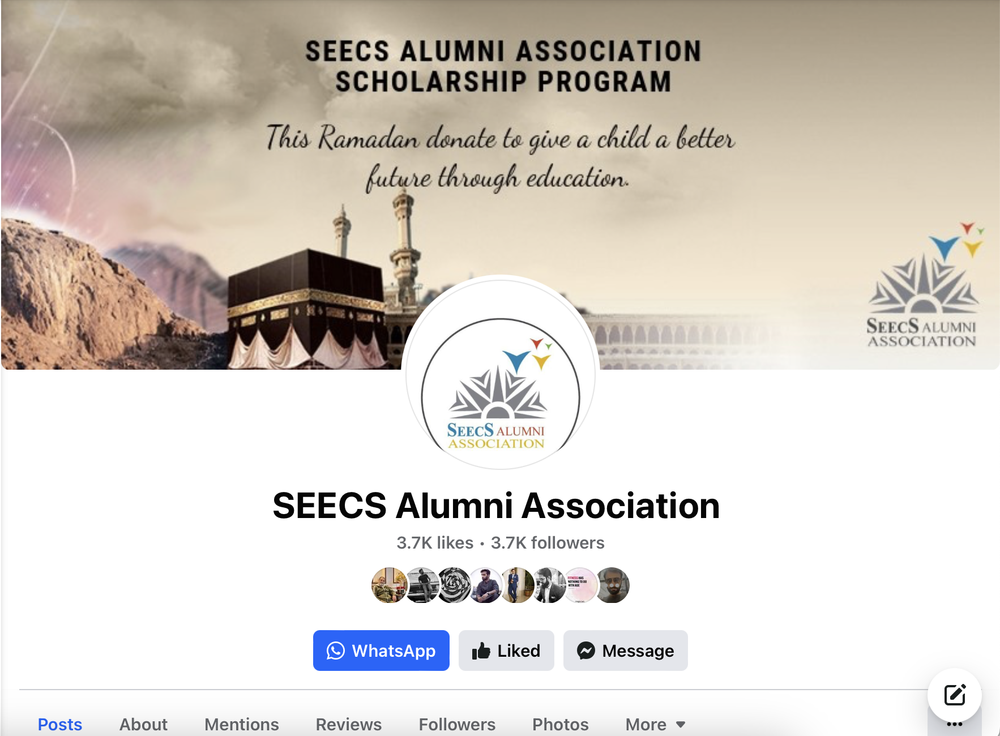 SEECS ALUMNI ASSOCIATION
SCHOLARSHIP PROGRAM
This Ramadan donate to give a child a better
future through education.
SEECS ALUMNI
ASSOCIATION
SEECS ALUMNI
ASSOCIATION
SEECS Alumni Association
3.7K likes • 3.7K followers
FITNESS HAS
NOTHING TO DO
WITH AGE
WhatsApp
Liked
Message
Posts
About
Mentions
Reviews
Followers
Photos
More